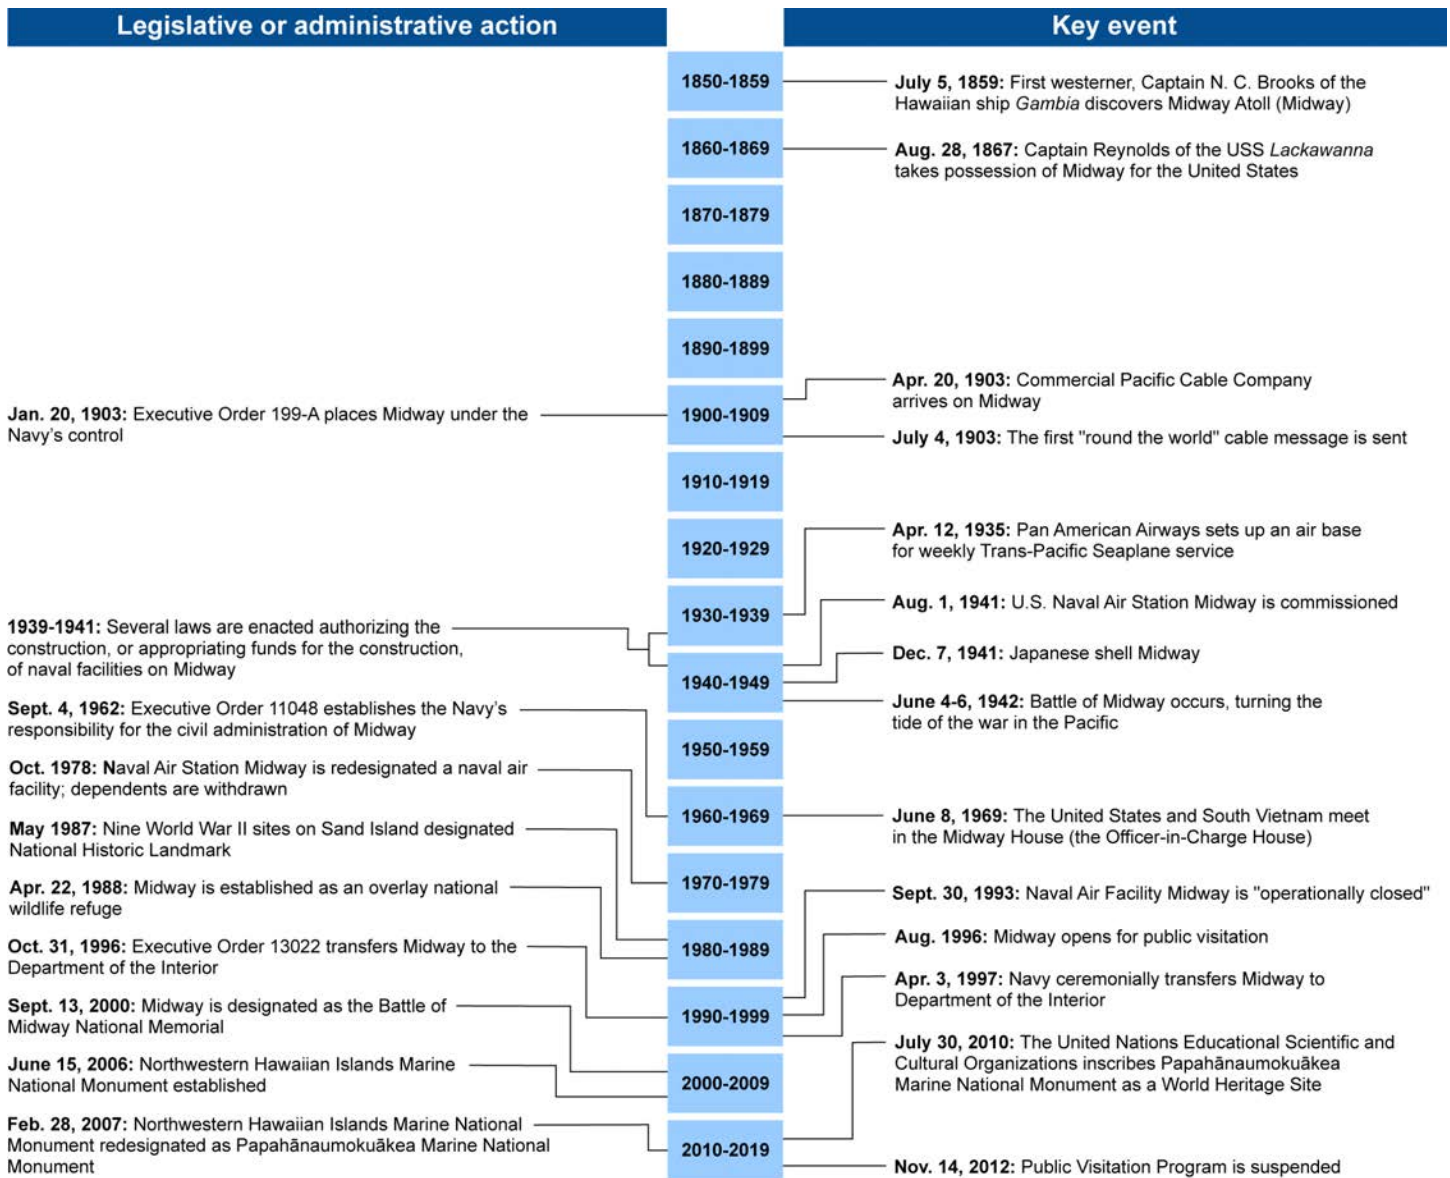 Legislative or administrative action
Key event
1850-1859
July 5, 1859: First westerner, Captain N. C. Brooks of the
Hawaiian ship Gambia discovers Midway Atoll (Midway)
1860-1869
Aug. 28, 1867: Captain Reynolds of the USS Lackawanna
takes possession of Midway for the United States
1870-1879
1880-1889
1890-1899
Apr. 20, 1903: Commercial Pacific Cable Company
arrives on Midway
Jan. 20, 1903: Executive Order 199-A places Midway under the
Navy's control
1900-1909
July 4, 1903: The first "round the world" cable message is sent
1910-1919
1920-1929
Apr. 12, 1935: Pan American Airways sets up an air base
for weekly Trans-Pacific Seaplane service
1930-1939
Aug. 1, 1941: U.S. Naval Air Station Midway is commissioned
1939-1941: Several laws are enacted authorizing the
construction, or appropriating funds for the construction,
of naval facilities on Midway
Dec. 7, 1941: Japanese shell Midway
1940-1949
June 4-6, 1942: Battle of Midway occurs, turning the
tide of the war in the Pacific
Sept. 4, 1962: Executive Order 11048 establishes the Navy's
responsibility for the civil administration of Midway
1950-1959
Oct. 1978: Naval Air Station Midway is redesignated a naval air
facility; dependents are withdrawn
1960-1969
June 8, 1969: The United States and South Vietnam meet
in the Midway House (the Officer-in-Charge House)
May 1987: Nine World War II sites on Sand Island designated
National Historic Landmark
1970-1979
Apr. 22, 1988: Midway is established as an overlay national
wildlife refuge
Sept. 30, 1993: Naval Air Facility Midway is "operationally closed"
1980-1989
Aug. 1996: Midway opens for public visitation
Oct. 31, 1996: Executive Order 13022 transfers Midway to the
Department of the Interior
Apr. 3, 1997: Navy ceremonially transfers Midway to
Department of the Interior
1990-1999
Sept. 13, 2000: Midway is designated as the Battle of
Midway National Memorial
July 30, 2010: The United Nations Educational Scientific and
Cultural Organizations inscribes Papahānaumokuākea
Marine National Monument as a World Heritage Site
2000-2009
June 15, 2006: Northwestern Hawaiian Islands Marine
National Monument established
Feb. 28, 2007: Northwestern Hawaiian Islands Marine National
Monument redesignated as Papahānaumokuākea Marine National
Monument
2010-2019
Nov. 14, 2012: Public Visitation Program is suspended